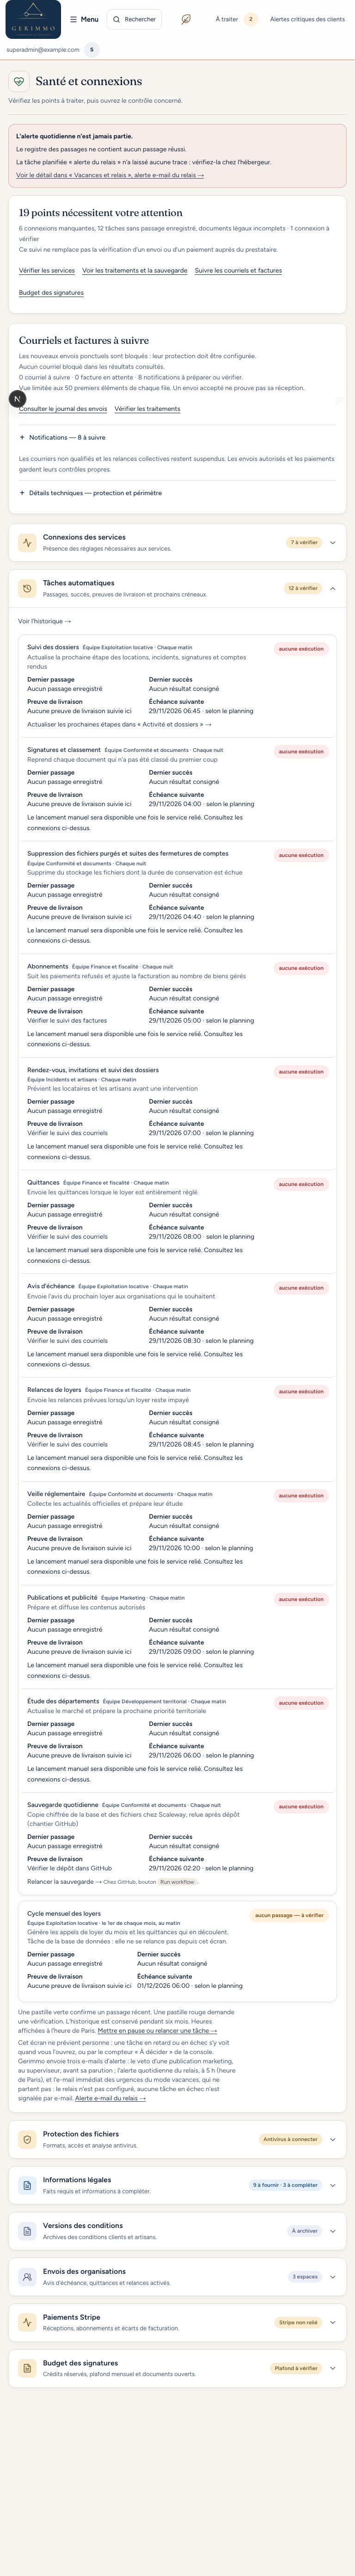 GERIMMO
Menu
Rechercher
À traiter 2
Alertes critiques des clients
superadmin@example.com S
Santé et connexions
Vérifiez les points à traiter, puis ouvrez le contrôle concerné.
L'alerte quotidienne n'est jamais partie.
Le registre des passages ne contient aucun passage réussi.
La tâche planifiée « alerte du relais » n'a laissé aucune trace : vérifiez-la chez l'hébergeur.
Voir le détail dans « Vacances et relais », alerte e-mail du relais →
19 points nécessitent votre attention
6 connexions manquantes, 12 tâches sans passage enregistré, documents légaux incomplets · 1 connexion à
vérifier
Ce suivi ne remplace pas la vérification d'un envoi ou d'un paiement auprès du prestataire.
Vérifier les services
Voir les traitements et la sauvegarde
Suivre les courriels et factures
Budget des signatures
Courriels et factures à suivre
Les nouveaux envois ponctuels sont bloqués : leur protection doit être configurée.
Aucun courriel bloqué dans les résultats consultés.
0 courriel à suivre · 0 facture en attente · 8 notifications à préparer ou vérifier.
Vue limitée aux 50 premiers éléments de chaque file. Un envoi accepté ne prouve pas sa réception.
Consulter le journal des envois
Vérifier les traitements
+ Notifications — 8 à suivre
Les courriers non qualifiés et les relances collectives restent suspendus. Les envois autorisés et les paiements
gardent leurs contrôles propres.
+ Détails techniques — protection et périmètre
Connexions des services
Présence des réglages nécessaires aux services.
7 à vérifier
Tâches automatiques
Passages, succès, preuves de livraison et prochains créneaux.
12 à vérifier
Voir l'historique →
Suivi des dossiers Équipe Exploitation locative · Chaque matin
aucune exécution
Actualise la prochaine étape des locations, incidents, signatures et comptes
rendus
Dernier passage
Aucun passage enregistré
Dernier succès
Aucun résultat consigné
Preuve de livraison
Aucune preuve de livraison suivie ici
Échéance suivante
29/11/2026 06:45 · selon le planning
Actualiser les prochaines étapes dans « Activité et dossiers » →
Signatures et classement Équipe Conformité et documents · Chaque nuit
aucune exécution
Reprend chaque document qui n'a pas été classé du premier coup
Dernier passage
Aucun passage enregistré
Dernier succès
Aucun résultat consigné
Preuve de livraison
Aucune preuve de livraison suivie ici
Échéance suivante
29/11/2026 04:00 · selon le planning
Le lancement manuel sera disponible une fois le service relié. Consultez les
connexions ci-dessus.
Suppression des fichiers purgés et suites des fermetures de comptes
aucune exécution
Équipe Conformité et documents · Chaque nuit
Supprime du stockage les fichiers dont la durée de conservation est échue
Dernier passage
Aucun passage enregistré
Dernier succès
Aucun résultat consigné
Preuve de livraison
Aucune preuve de livraison suivie ici
Échéance suivante
29/11/2026 04:40 · selon le planning
Le lancement manuel sera disponible une fois le service relié. Consultez les
connexions ci-dessus.
Abonnements Équipe Finance et fiscalité · Chaque nuit
aucune exécution
Suit les paiements refusés et ajuste la facturation au nombre de biens gérés
Dernier passage
Aucun passage enregistré
Dernier succès
Aucun résultat consigné
Preuve de livraison
Vérifier le suivi des factures
Échéance suivante
29/11/2026 05:00 · selon le planning
Le lancement manuel sera disponible une fois le service relié. Consultez les
connexions ci-dessus.
Rendez-vous, invitations et suivi des dossiers
aucune exécution
Équipe Incidents et artisans · Chaque matin
Prévient les locataires et les artisans avant une intervention
Dernier passage
Aucun passage enregistré
Dernier succès
Aucun résultat consigné
Preuve de livraison
Vérifier le suivi des courriels
Échéance suivante
29/11/2026 07:00 · selon le planning
Le lancement manuel sera disponible une fois le service relié. Consultez les
connexions ci-dessus.
Quittances Équipe Finance et fiscalité · Chaque matin
aucune exécution
Envoie les quittances lorsque le loyer est entièrement réglé
Dernier passage
Aucun passage enregistré
Dernier succès
Aucun résultat consigné
Preuve de livraison
Vérifier le suivi des courriels
Échéance suivante
29/11/2026 08:00 · selon le planning
Le lancement manuel sera disponible une fois le service relié. Consultez les
connexions ci-dessus.
Avis d'échéance Équipe Exploitation locative · Chaque matin
aucune exécution
Envoie l'avis du prochain loyer aux organisations qui le souhaitent
Dernier passage
Aucun passage enregistré
Dernier succès
Aucun résultat consigné
Preuve de livraison
Vérifier le suivi des courriels
Échéance suivante
29/11/2026 08:30 · selon le planning
Le lancement manuel sera disponible une fois le service relié. Consultez les
connexions ci-dessus.
Relances de loyers Équipe Finance et fiscalité · Chaque matin
aucune exécution
Envoie les relances prévues lorsqu'un loyer reste impayé
Dernier passage
Aucun passage enregistré
Dernier succès
Aucun résultat consigné
Preuve de livraison
Vérifier le suivi des courriels
Échéance suivante
29/11/2026 08:45 · selon le planning
Le lancement manuel sera disponible une fois le service relié. Consultez les
connexions ci-dessus.
Veille réglementaire Équipe Conformité et documents · Chaque matin
aucune exécution
Collecte les actualités officielles et prépare leur étude
Dernier passage
Aucun passage enregistré
Dernier succès
Aucun résultat consigné
Preuve de livraison
Aucune preuve de livraison suivie ici
Échéance suivante
29/11/2026 10:00 · selon le planning
Le lancement manuel sera disponible une fois le service relié. Consultez les
connexions ci-dessus.
Publications et publicité Équipe Marketing · Chaque matin
aucune exécution
Prépare et diffuse les contenus autorisés
Dernier passage
Aucun passage enregistré
Dernier succès
Aucun résultat consigné
Preuve de livraison
Aucune preuve de livraison suivie ici
Échéance suivante
29/11/2026 09:00 · selon le planning
Le lancement manuel sera disponible une fois le service relié. Consultez les
connexions ci-dessus.
Étude des départements Équipe Développement territorial · Chaque matin
aucune exécution
Actualise le marché et prépare la prochaine priorité territoriale
Dernier passage
Aucun passage enregistré
Dernier succès
Aucun résultat consigné
Preuve de livraison
Aucune preuve de livraison suivie ici
Échéance suivante
29/11/2026 06:00 · selon le planning
Le lancement manuel sera disponible une fois le service relié. Consultez les
connexions ci-dessus.
Sauvegarde quotidienne Équipe Conformité et documents · Chaque nuit
aucune exécution
Copie chiffrée de la base et des fichiers chez Scaleway, relue après dépôt
(chantier GitHub)
Dernier passage
Aucun passage enregistré
Dernier succès
Aucun résultat consigné
Preuve de livraison
Vérifier le dépôt dans GitHub
Échéance suivante
29/11/2026 02:20 · selon le planning
Relancer la sauvegarde → Chez GitHub, bouton Run workflow.
Cycle mensuel des loyers
aucun passage — à vérifier
Équipe Exploitation locative · le 1er de chaque mois, au matin
Génère les appels de loyer du mois et les quittances qui en découlent.
Tâche de la base de données : elle ne se relance pas depuis cet écran.
Dernier passage
Aucun passage enregistré
Dernier succès
Aucun résultat consigné
Preuve de livraison
Aucune preuve de livraison suivie ici
Échéance suivante
01/12/2026 06:00 · selon le planning
Une pastille verte confirme un passage récent. Une pastille rouge demande
une vérification. L'historique est conservé pendant six mois. Heures
affichées à l'heure de Paris. Mettre en pause ou relancer une tâche →
Cet écran ne prévient personne : une tâche en retard ou en échec s'y voit
quand vous l'ouvrez, ou par le compteur « À décider » de la console.
Gerimmo envoie trois e-mails d'alerte : le veto d'une publication marketing,
au superviseur, avant sa parution ; l'alerte quotidienne du relais, à 5 h (heure
de Paris), et l'e-mail immédiat des urgences du mode vacances, qui ne
partent pas : le relais n'est pas configuré, aucune tâche en échec n'est
signalée par e-mail. Alerte e-mail du relais →
Protection des fichiers
Formats, accès et analyse antivirus.
Antivirus à connecter
Informations légales
Faits requis et informations à compléter.
9 à fournir · 3 à compléter
Versions des conditions
Archives des conditions clients et artisans.
À archiver
Envois des organisations
Avis d'échéance, quittances et relances activés.
3 espaces
Paiements Stripe
Réceptions, abonnements et écarts de facturation.
Stripe non relié
Budget des signatures
Crédits réservés, plafond mensuel et documents ouverts.
Plafond à vérifier